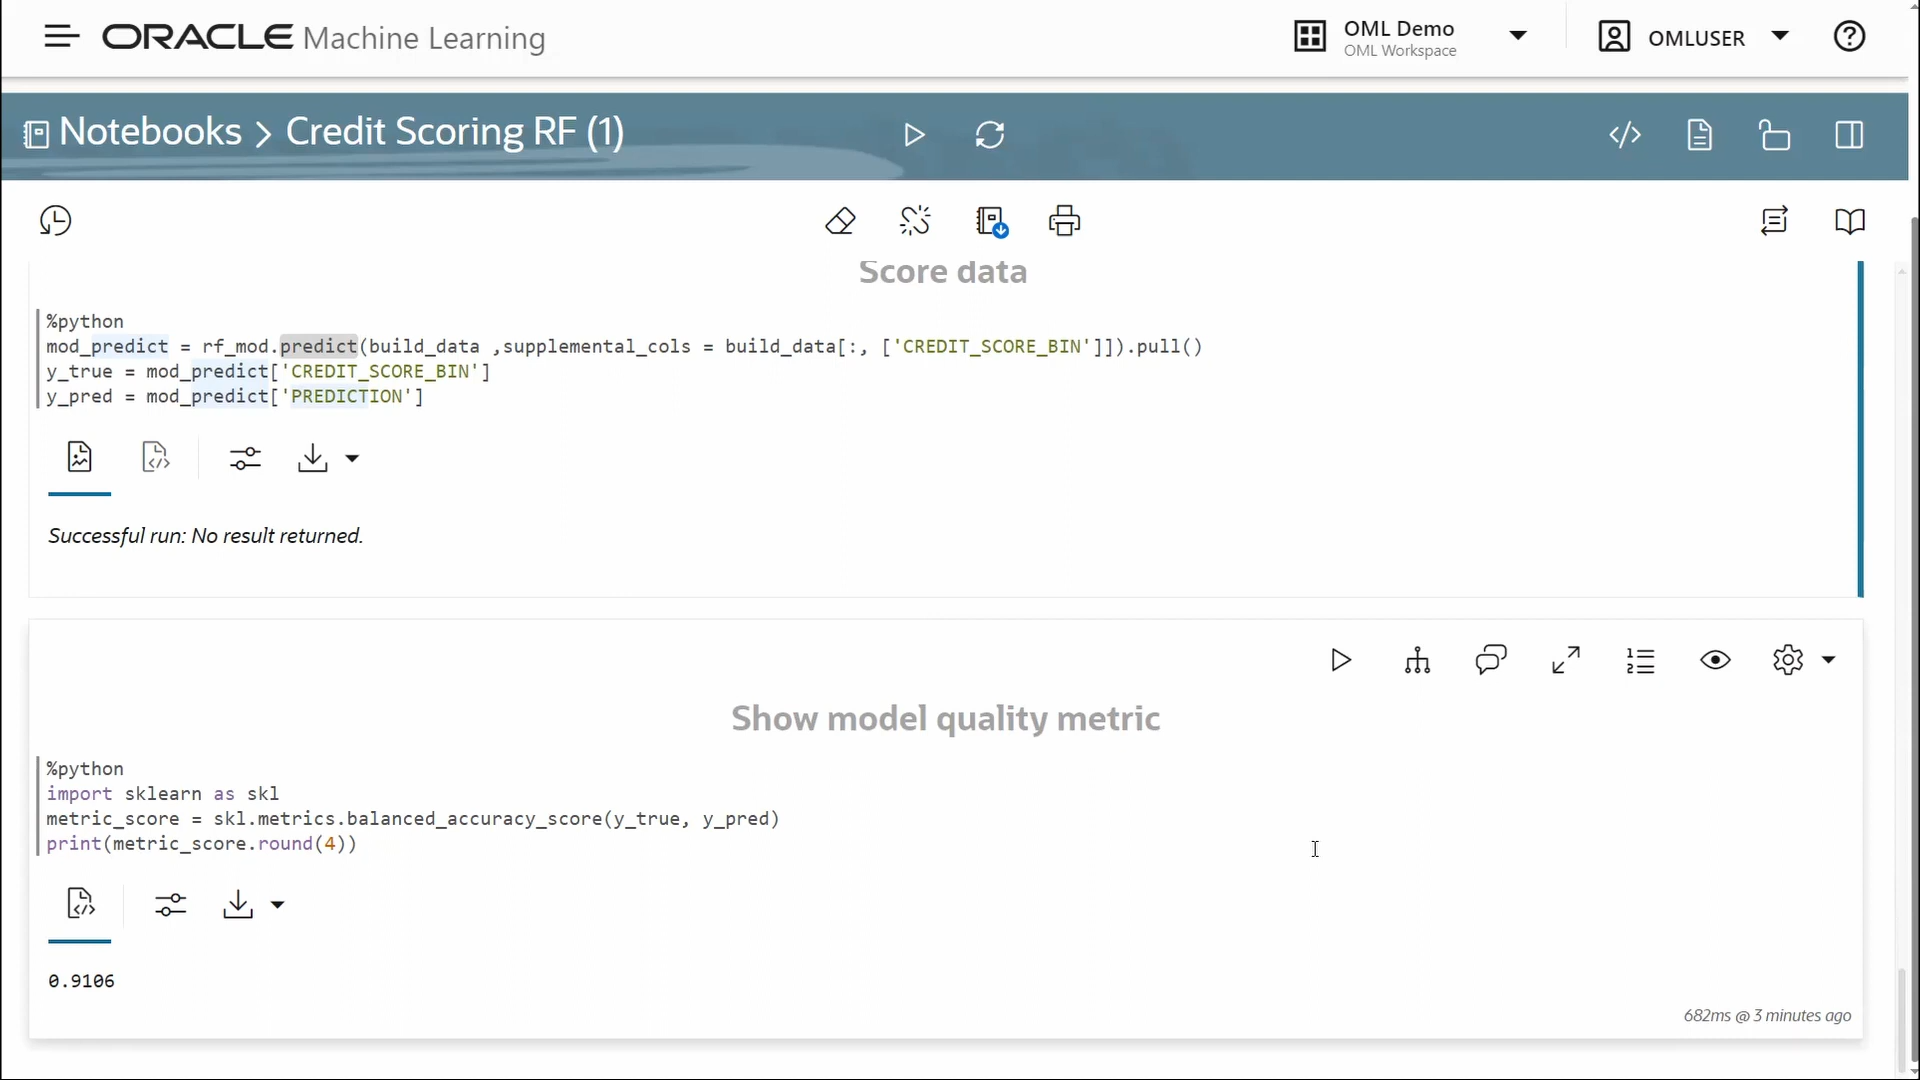 ORACLE Machine Learning
OML Demo
OML Workspace
OMLUSER
Notebooks > Credit Scoring RF (1)
Score data
%python
mod_predict = rf_mod.predict(build_data ,supplemental_cols = build_data[:, ['CREDIT_SCORE_BIN']]).pull()
y_true = mod_predict['CREDIT_SCORE_BIN']
y_pred = mod_predict['PREDICTION']
Successful run: No result returned.
Show model quality metric
%python
import sklearn as skl
metric_score = skl.metrics.balanced_accuracy_score(y_true, y_pred)
print(metric_score.round(4))
0.9106
682ms @ 3 minutes ago